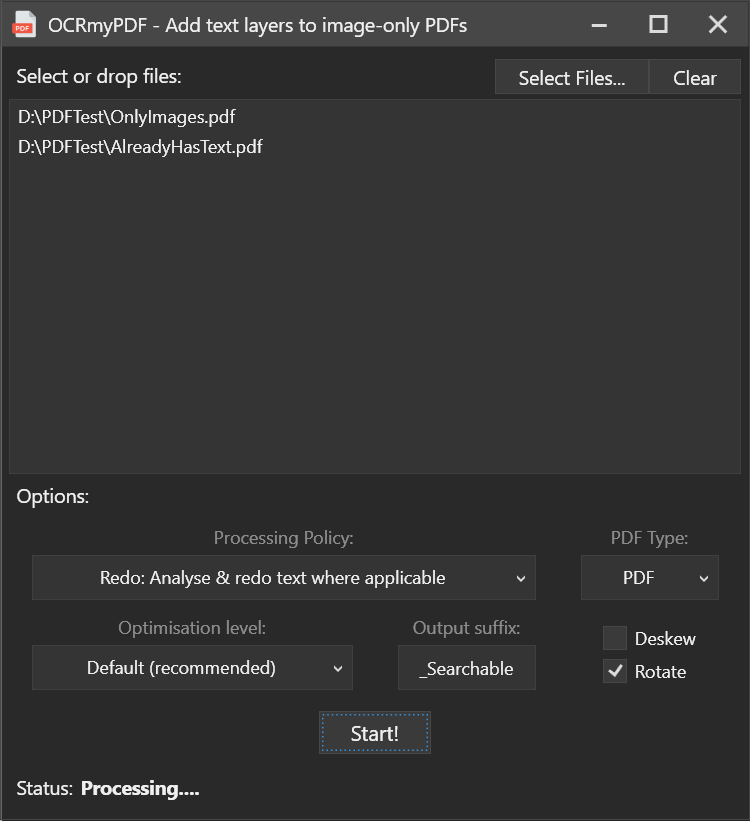 PDF
OCRmyPDF - Add text layers to image-only PDFs
Select or drop files:
Select Files...
Clear
D:\PDFTest\OnlyImages.pdf
D:\PDFTest\AlreadyHasText.pdf
Options:
Processing Policy:
PDF Type:
Redo: Analyse & redo text where applicable
PDF
Optimisation level:
Output suffix:
Deskew
Default (recommended)
_Searchable
Rotate
Start!
Status: Processing....